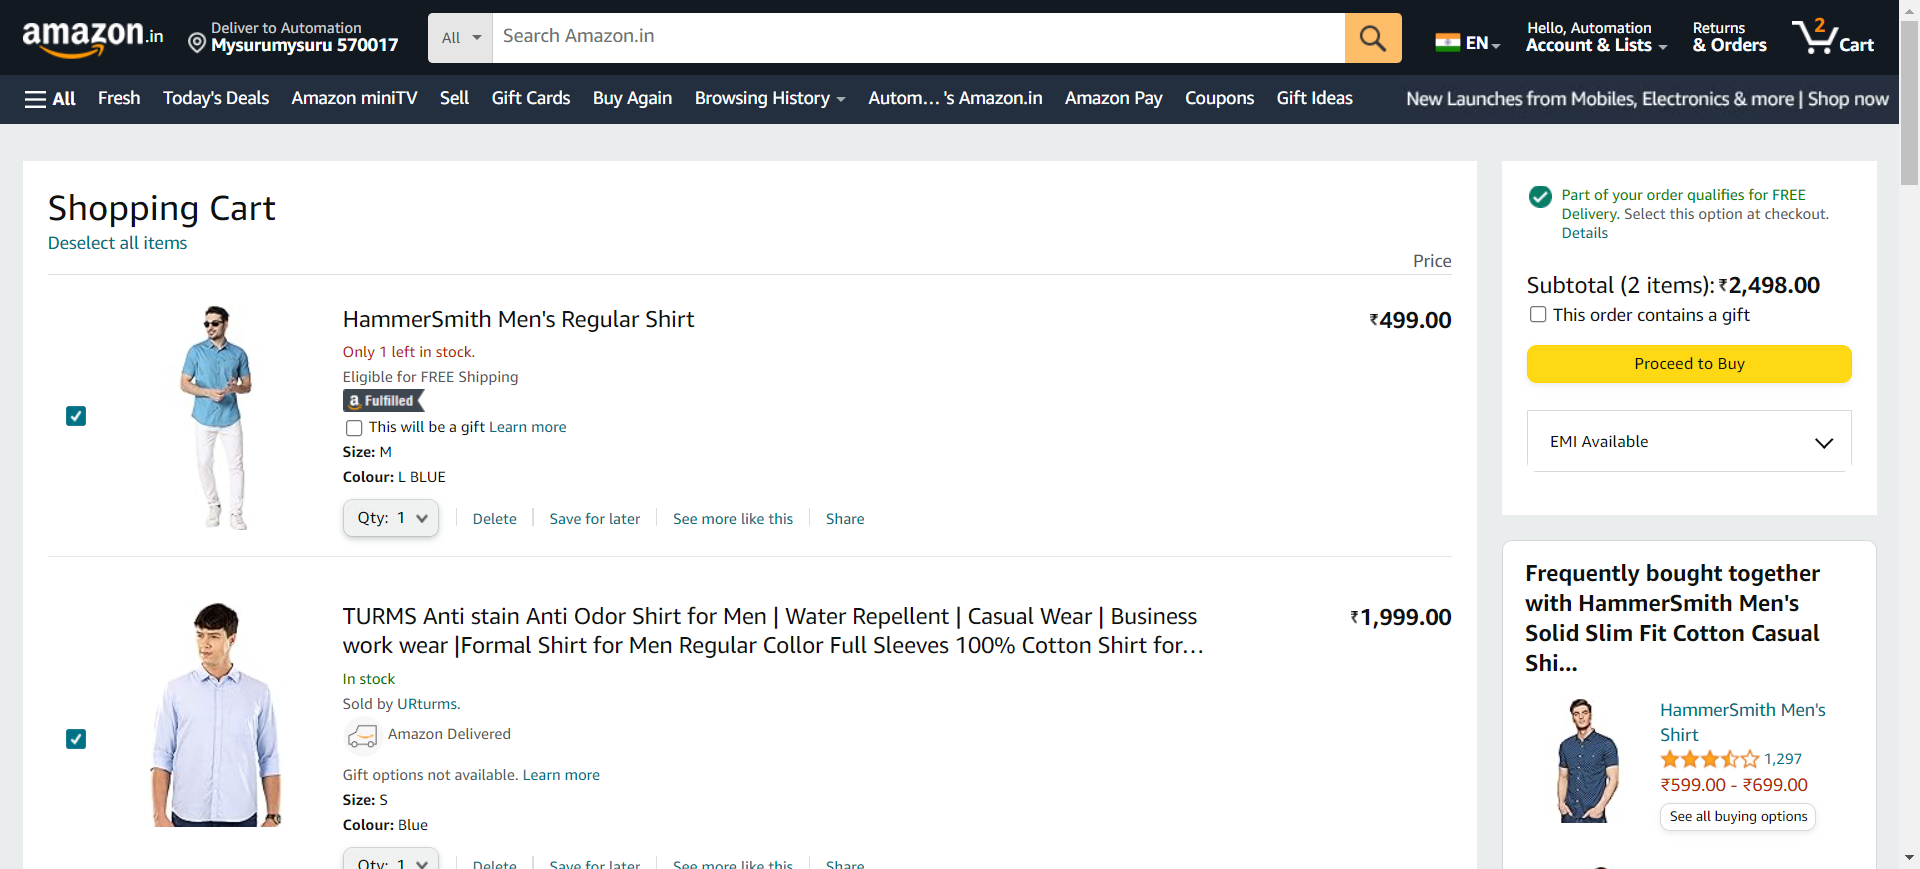 amazon.in
Deliver to Automation
Mysurumysuru 570017
All
Search Amazon.in
EN
Hello, Automation
Account & Lists
Returns
& Orders
2
Cart
All
Fresh
Today's Deals
Amazon miniTV
Sell
Gift Cards
Buy Again
Browsing History
Autom... 's Amazon.in
Amazon Pay
Coupons
Gift Ideas
New Launches from Mobiles, Electronics & more | Shop now
Shopping Cart
Deselect all items
Price
HammerSmith Men's Regular Shirt
₹499.00
Only 1 left in stock.
Eligible for FREE Shipping
a Fulfilled
This will be a gift Learn more
Size: M
Colour: L BLUE
Qty: 1
Delete
Save for later
See more like this
Share
TURMS Anti stain Anti Odor Shirt for Men | Water Repellent | Casual Wear | Business
work wear |Formal Shirt for Men Regular Collor Full Sleeves 100% Cotton Shirt for...
₹1,999.00
In stock
Sold by URturms.
Amazon Delivered
Gift options not available. Learn more
Size: S
Colour: Blue
Qty: 1
Delete
Save for later
See more like this
Share
Part of your order qualifies for FREE
Delivery. Select this option at checkout.
Details
Subtotal (2 items): ₹2,498.00
This order contains a gift
Proceed to Buy
EMI Available
Frequently bought together
with HammerSmith Men's
Solid Slim Fit Cotton Casual
Shi...
HammerSmith Men's
Shirt
1,297
₹599.00 - ₹699.00
See all buying options